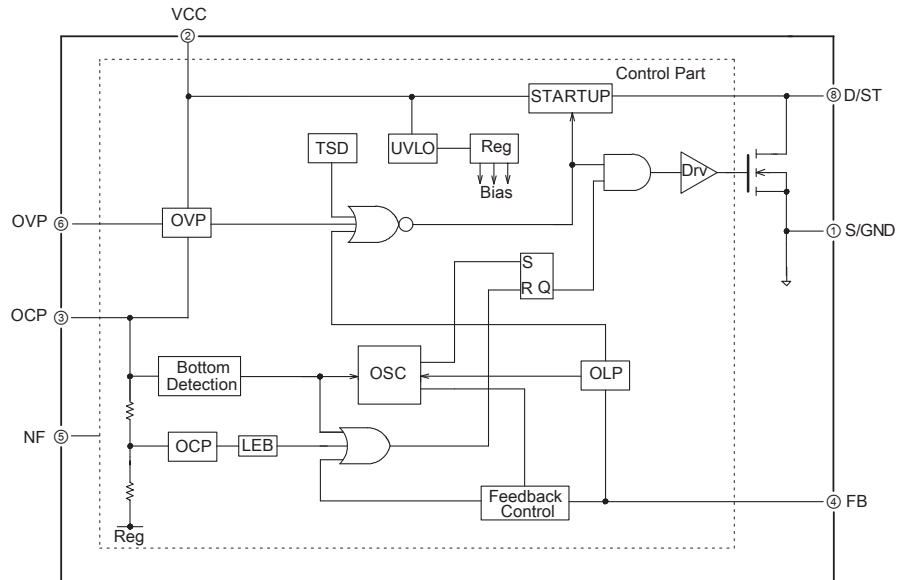 VCC
②
Control Part
STARTUP
⑧ D/ST
TSD
UVLO
Reg
Bias
Drv
OVP ⑥
OVP
① S/GND
S
R Q
OCP ③
Bottom
Detection
OSC
OLP
NF ⑤
OCP
LEB
Feedback
Control
④ FB
Reg